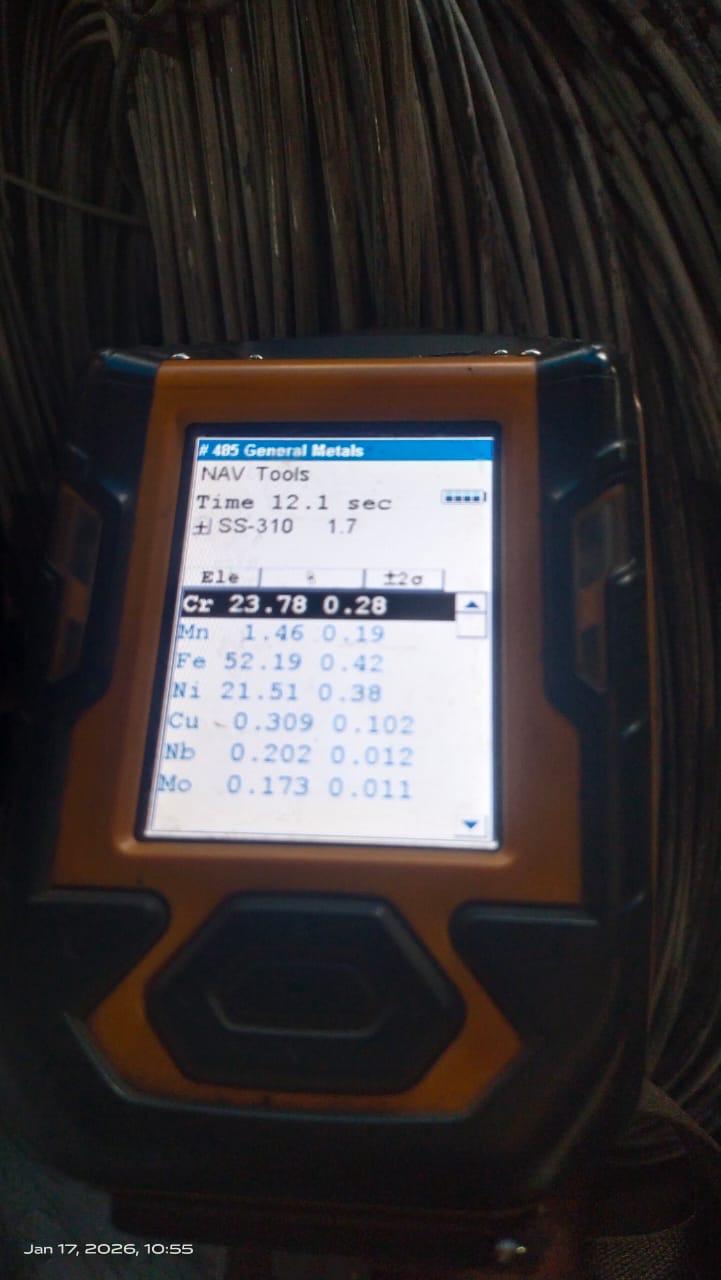 # 485 General Metals
NAV Tools
Time 12.1 sec
SS-310 1.7
Ele % ±2σ
Cr 23.78 0.28
Mn 1.46 0.19
Fe 52.19 0.42
Ni 21.51 0.38
Cu 0.309 0.102
Nb 0.202 0.012
Mo 0.173 0.011
Jan 17, 2026, 10:55